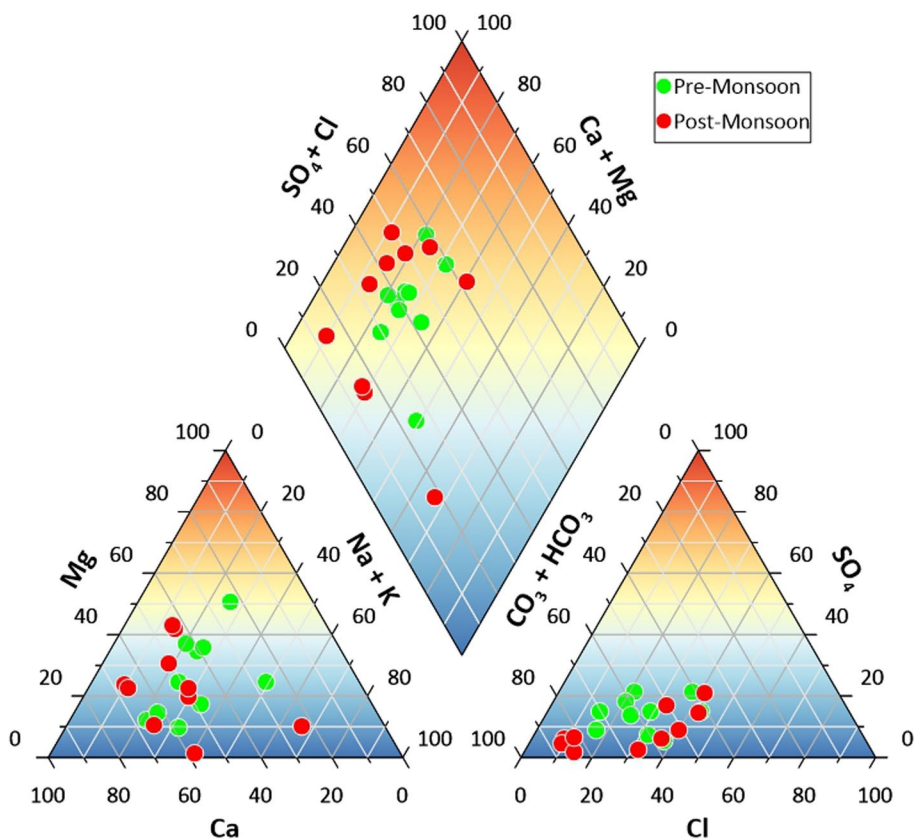 100 100
80 80
60 60
40 40
20 20
0 0
SO₄+ Cl
Ca + Mg
Pre-Monsoon
Post-Monsoon
100 0
80 20
60 40
40 60
20 80
0 100
Mg
Na + K
100 80 60 40 20 0
Ca
CO₃ + HCO₃
SO₄
0 100
20 80
40 60
60 40
80 20
100 0
0 20 40 60 80 100
Cl